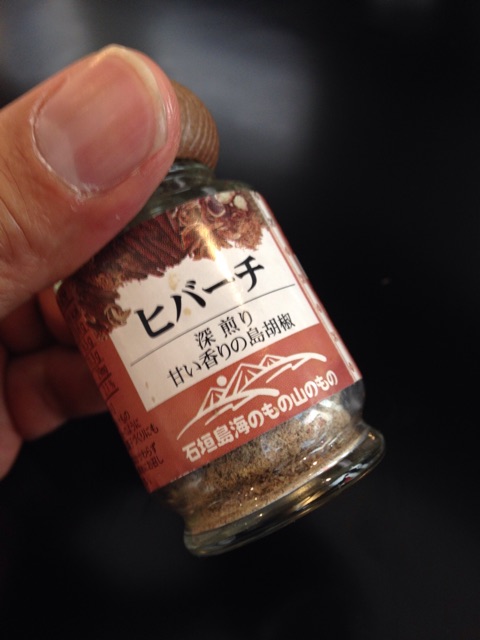 ヒバーチ
深煎り
甘い香りの島胡椒
石垣島海のもの山のもの